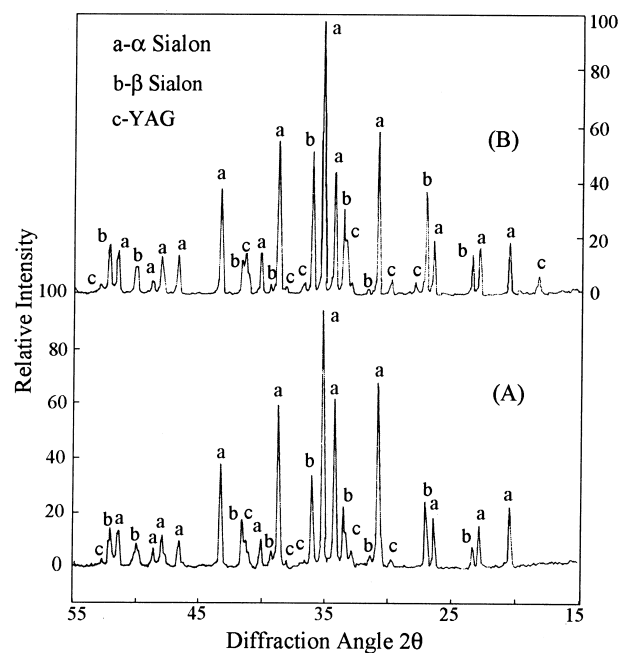 a-α Sialon
b-β Sialon
c-YAG
(B)
100
80
60
40
20
0
c b a b a a a a b c a b a b a b a b c b a c c b a b a a c
Relative Intensity
100
80
60
40
20
0
(A)
c b a b a a a a b c a b a c b a a b c b c a b a b a a
55 45 35 25 15
Diffraction Angle 2θ